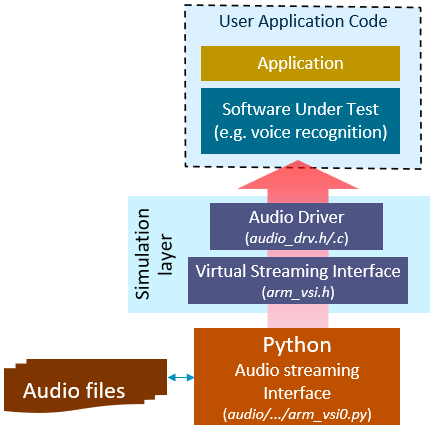 User Application Code
Application
Software Under Test
(e.g. voice recognition)
Simulation
layer
Audio Driver
(audio_drv.h/.c)
Virtual Streaming Interface
(arm_vsi.h)
Python
Audio streaming
Interface
(audio/.../arm_vsi0.py)
Audio files